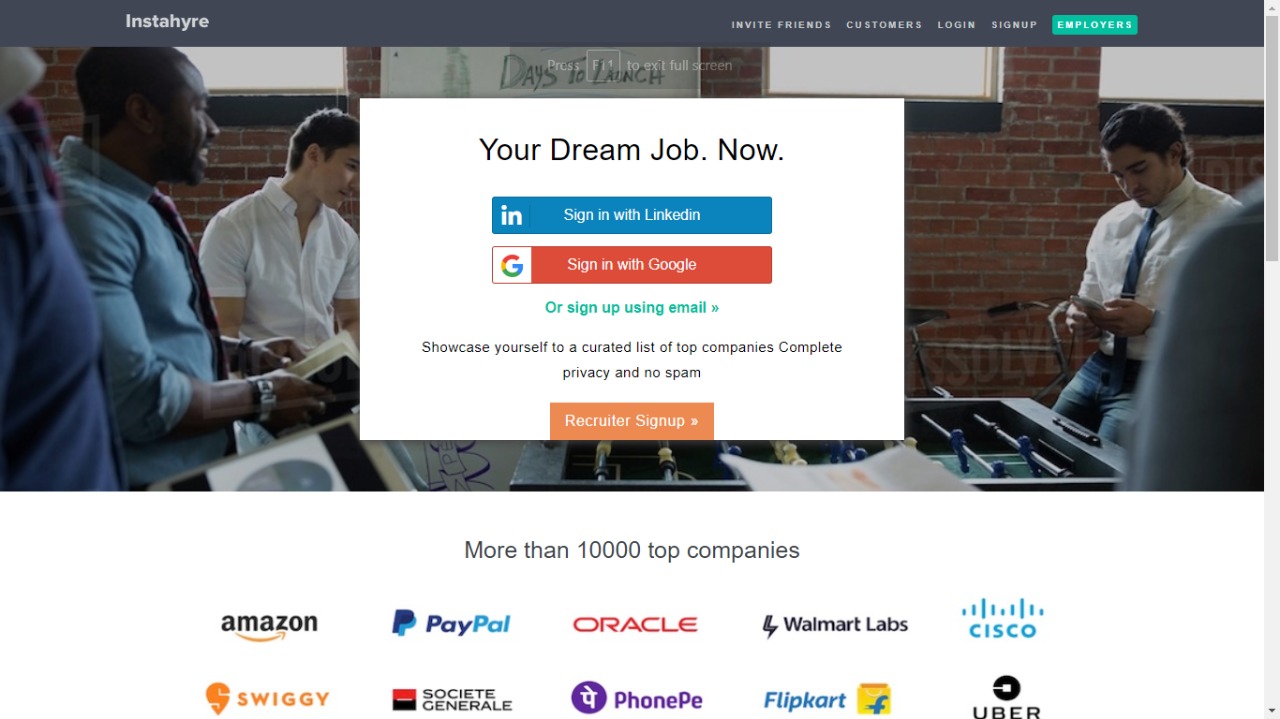 Instahyre
INVITE FRIENDS CUSTOMERS LOGIN SIGNUP EMPLOYERS
DAYS TO LAUNCH
Press F11 to exit full screen
Your Dream Job. Now.
in Sign in with Linkedin
G Sign in with Google
Or sign up using email »
Showcase yourself to a curated list of top companies Complete
privacy and no spam
Recruiter Signup »
More than 10000 top companies
amazon PayPal ORACLE Walmart Labs CISCO
SWIGGY SOCIETE GENERALE PhonePe Flipkart UBER